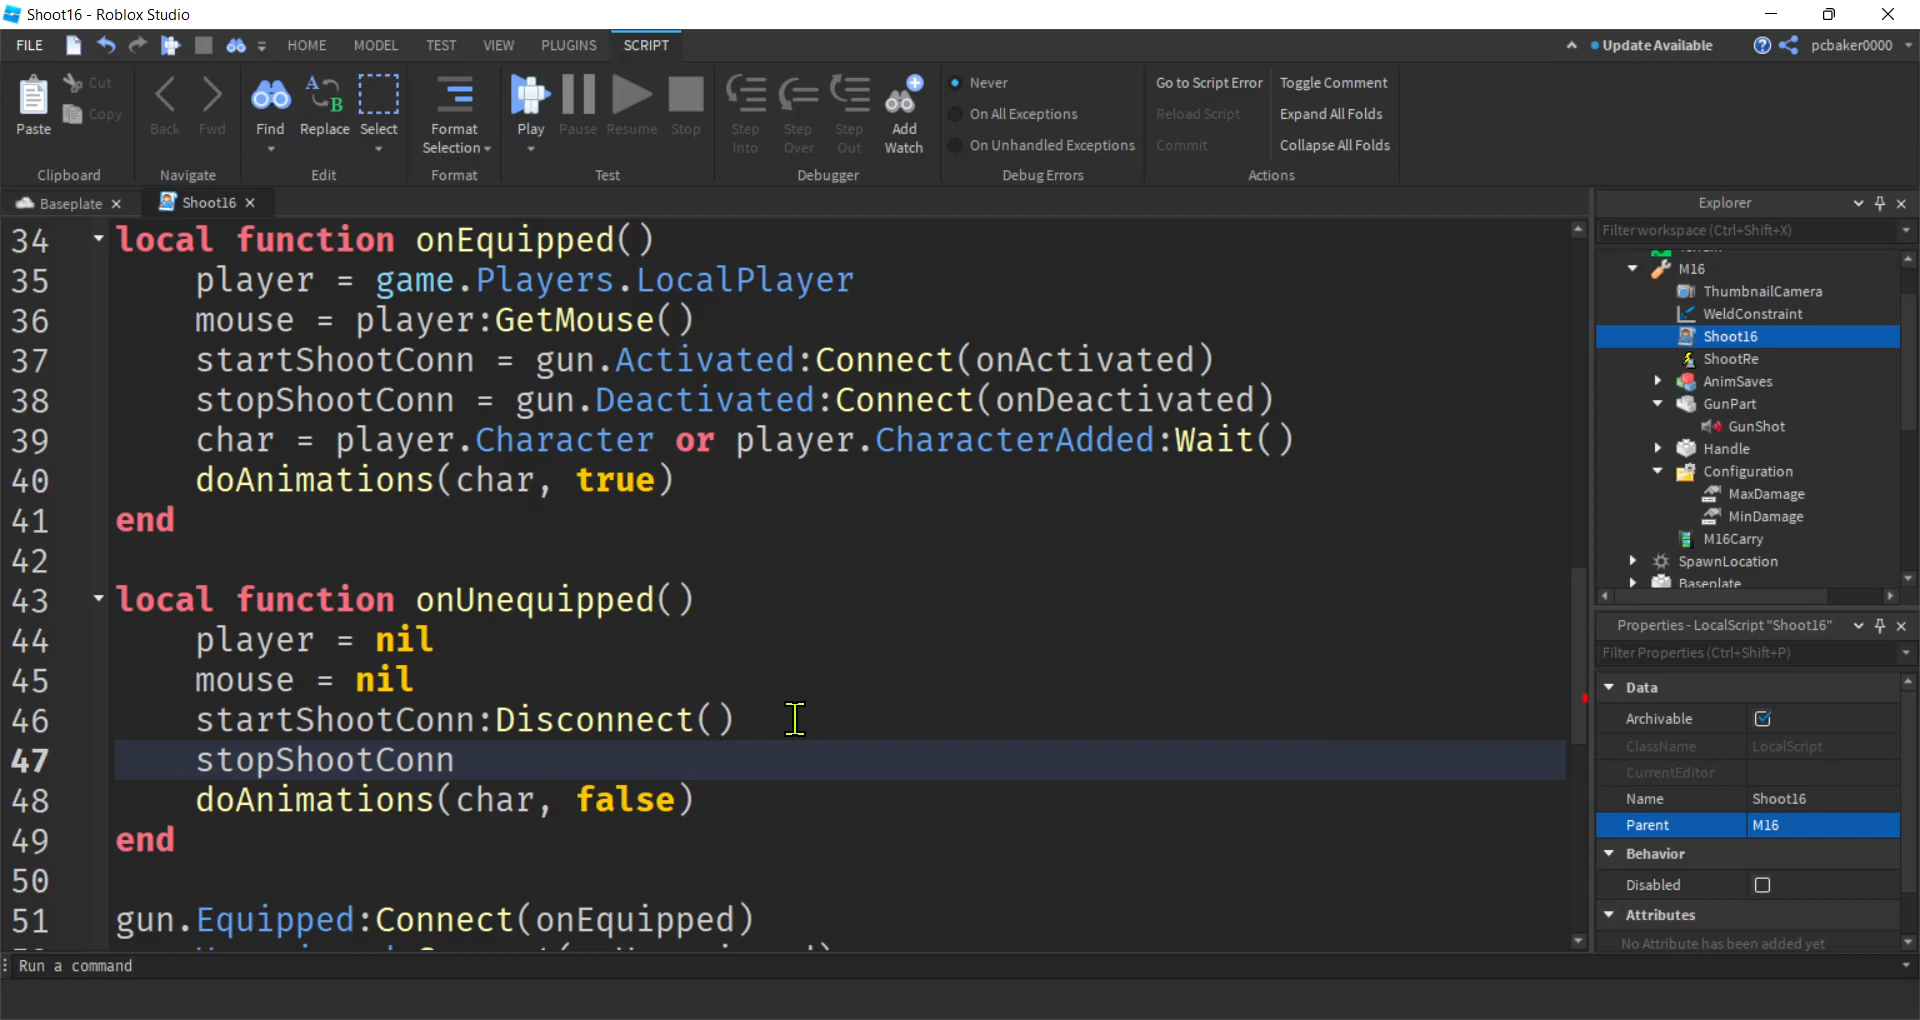 Shoot16 - Roblox Studio
FILE HOME MODEL TEST VIEW PLUGINS SCRIPT Update Available pcbaker0000
Paste Cut Copy Back Fwd Find Replace Select Format Selection Play Pause Resume Stop Step Into Step Over Step Out Add Watch
Never
On All Exceptions
On Unhandled Exceptions
Go to Script Error
Reload Script
Commit
Toggle Comment
Expand All Folds
Collapse All Folds
Clipboard Navigate Edit Format Test Debugger Debug Errors Actions
Baseplate Shoot16
34 local function onEquipped()
35 player = game.Players.LocalPlayer
36 mouse = player:GetMouse()
37 startShootConn = gun.Activated:Connect(onActivated)
38 stopShootConn = gun.Deactivated:Connect(onDeactivated)
39 char = player.Character or player.CharacterAdded:Wait()
40 doAnimations(char, true)
41 end
42
43 local function onUnequipped()
44 player = nil
45 mouse = nil
46 startShootConn:Disconnect()
47 stopShootConn
48 doAnimations(char, false)
49 end
50
51 gun.Equipped:Connect(onEquipped)
Explorer
Filter workspace (Ctrl+Shift+X)
M16
ThumbnailCamera
WeldConstraint
Shoot16
ShootRe
AnimSaves
GunPart
GunShot
Handle
Configuration
MaxDamage
MinDamage
M16Carry
SpawnLocation
Baseplate
Properties - LocalScript "Shoot16"
Filter Properties (Ctrl+Shift+P)
Data
Archivable
ClassName LocalScript
CurrentEditor
Name Shoot16
Parent M16
Behavior
Disabled
Attributes
No Attribute has been added yet
Run a command